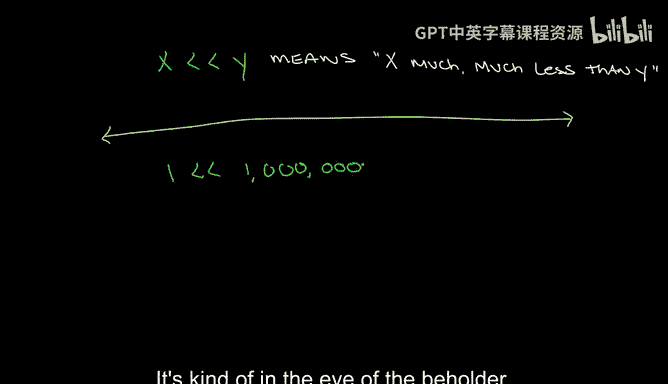 GPT中英字幕课程资源 bilibili
X << Y MEANS "X MUCH, MUCH LESS THAN Y"
1 << 1,000,000
It's kind of in the eye of the beholder